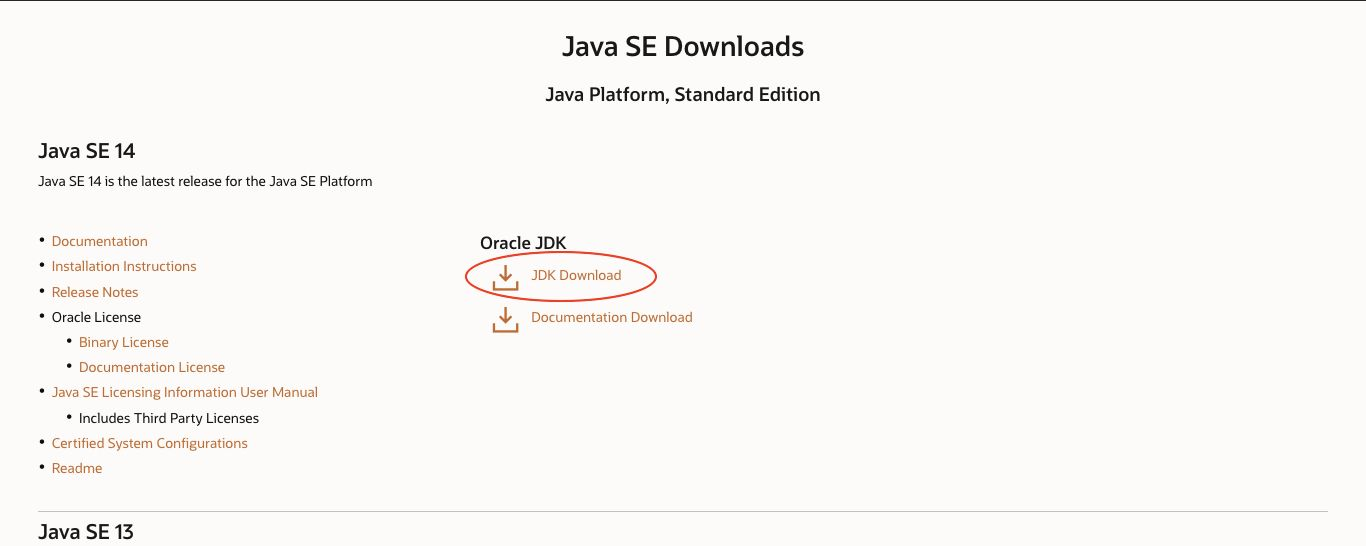 Java SE Downloads
Java Platform, Standard Edition
Java SE 14
Java SE 14 is the latest release for the Java SE Platform
• Documentation
• Installation Instructions
• Release Notes
• Oracle License
• Binary License
• Documentation License
• Java SE Licensing Information User Manual
• Includes Third Party Licenses
• Certified System Configurations
• Readme
Oracle JDK
JDK Download
Documentation Download
Java SE 13